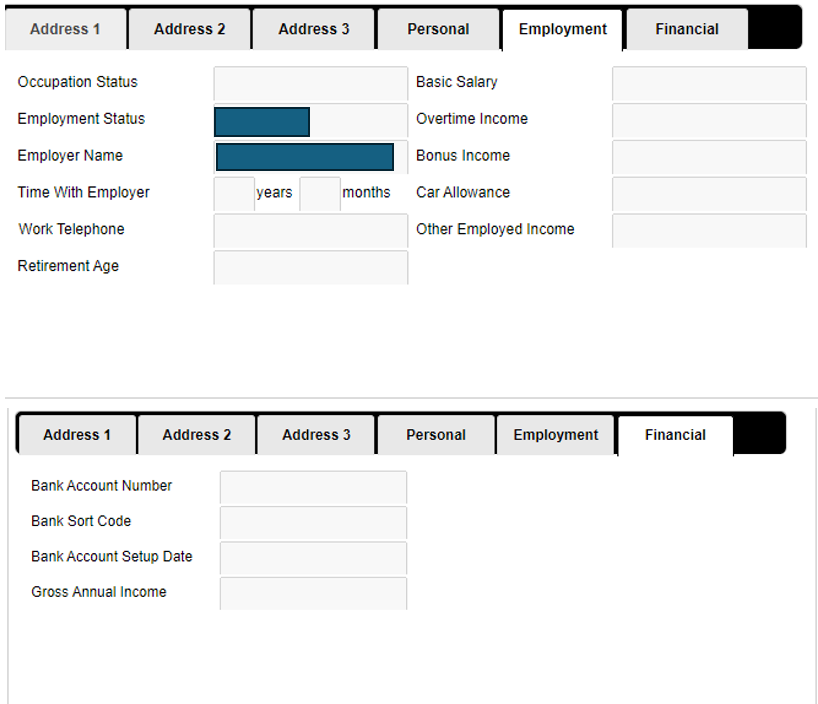 Address 1 Address 2 Address 3 Personal Employment Financial
Occupation Status Basic Salary
Employment Status Overtime Income
Employer Name Bonus Income
Time With Employer years months Car Allowance
Work Telephone Other Employed Income
Retirement Age
Address 1 Address 2 Address 3 Personal Employment Financial
Bank Account Number
Bank Sort Code
Bank Account Setup Date
Gross Annual Income